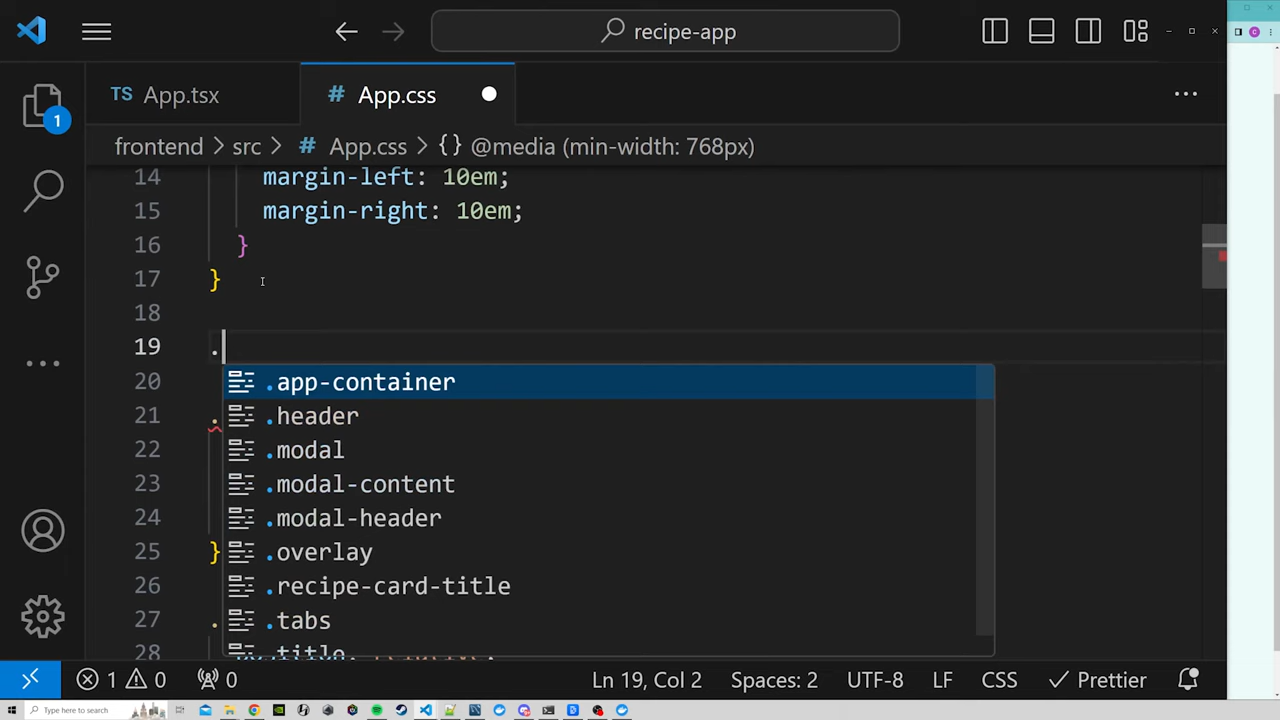 recipe-app
TS App.tsx
# App.css
frontend > src > # App.css > {} @media (min-width: 768px)
14 margin-left: 10em;
15 margin-right: 10em;
16 }
17 }
18
19 .
20 .app-container
21 . .header
22 .modal
23 .modal-content
24 .modal-header
25 } .overlay
26 .recipe-card-title
27 . .tabs
28 .title
1
1 0 0
Ln 19, Col 2 Spaces: 2 UTF-8 LF CSS Prettier
Type here to search